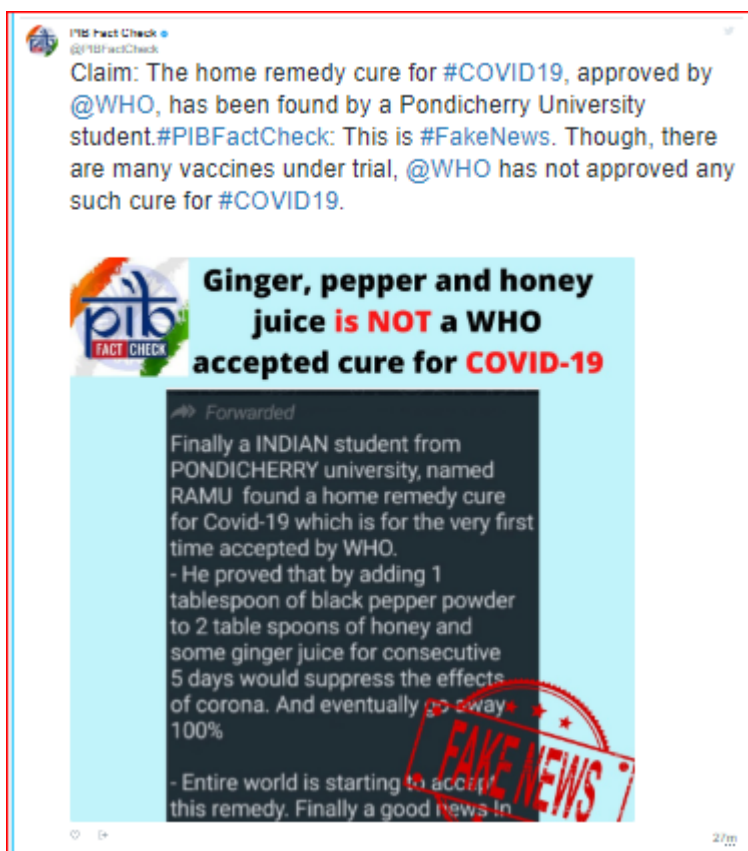 PIB Fact Check
@PIBFactCheck
Claim: The home remedy cure for #COVID19, approved by
@WHO, has been found by a Pondicherry University
student.#PIBFactCheck: This is #FakeNews. Though, there
are many vaccines under trial, @WHO has not approved any
such cure for #COVID19.
pib
FACT CHECK
Ginger, pepper and honey
juice is NOT a WHO
accepted cure for COVID-19
Forwarded
Finally a INDIAN student from
PONDICHERRY university, named
RAMU found a home remedy cure
for Covid-19 which is for the very first
time accepted by WHO.
- He proved that by adding 1
tablespoon of black pepper powder
to 2 table spoons of honey and
some ginger juice for consecutive
5 days would suppress the effects
of corona. And eventually go away
100%
- Entire world is starting to accept
this remedy. Finally a good news In
FAKE NEWS
27m